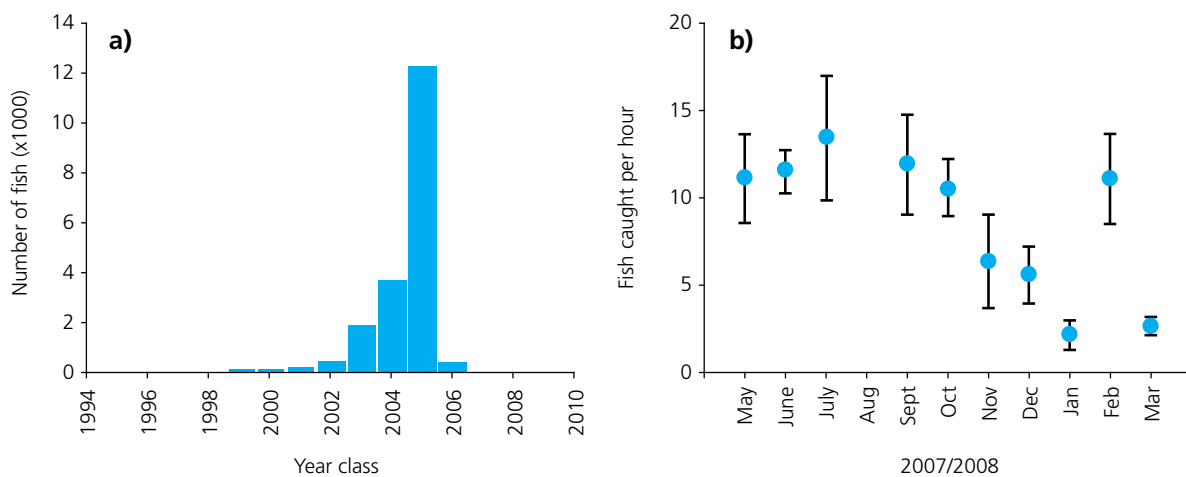 a)
Number of fish (x1000)
14
12
10
8
6
4
2
0
1994
1996
1998
2000
2002
2004
2006
2008
2010
Year class
b)
Fish caught per hour
20
15
10
5
0
May
June
July
Aug
Sept
Oct
Nov
Dec
Jan
Feb
Mar
2007/2008